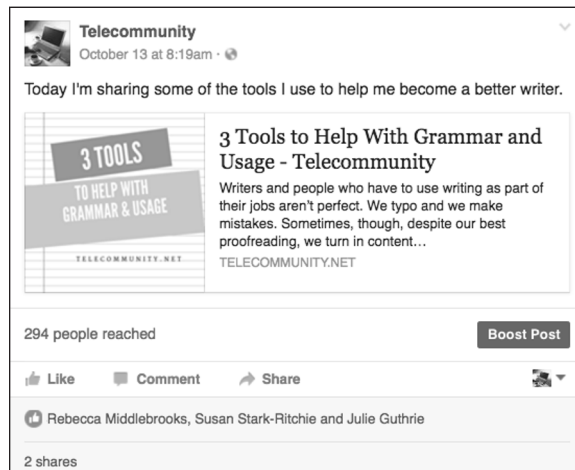 Telecommunity
October 13 at 8:19am ·
Today I'm sharing some of the tools I use to help me become a better writer.
3 TOOLS
TO HELP WITH
GRAMMAR & USAGE
TELECOMMUNITY.NET
3 Tools to Help With Grammar and
Usage - Telecommunity
Writers and people who have to use writing as part of
their jobs aren't perfect. We typo and we make
mistakes. Sometimes, though, despite our best
proofreading, we turn in content…
TELECOMMUNITY.NET
294 people reached
Boost Post
Like Comment Share
Rebecca Middlebrooks, Susan Stark-Ritchie and Julie Guthrie
2 shares